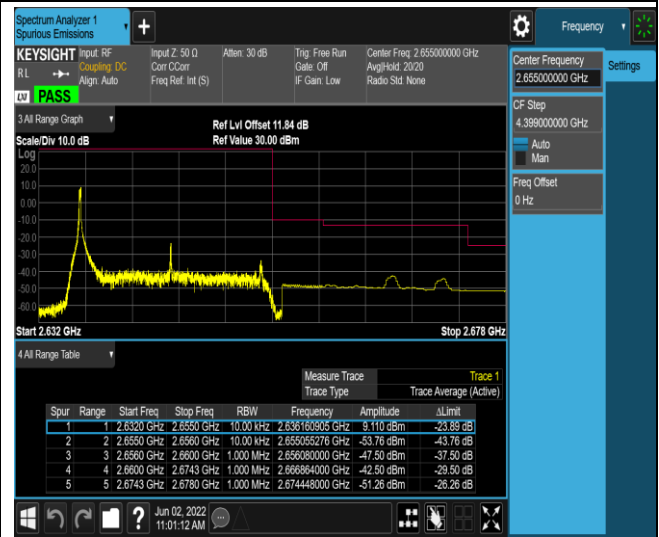 Spectrum Analyzer 1
Spurious Emissions
Frequency
KEYSIGHT Input: RF Input Z: 50 Ω Atten: 30 dB Trig: Free Run Center Freq: 2.655000000 GHz
Coupling: DC Corr CCorr Gate: Off Avg|Hold: 20/20
RL Align: Auto Freq Ref: Int (S) IF Gain: Low Radio Std: None
LXI PASS
Center Frequency
2.655000000 GHz
Settings
CF Step
4.399000000 GHz
Auto
Man
Freq Offset
0 Hz
3 All Range Graph
Ref Lvl Offset 11.84 dB
Scale/Div 10.0 dB Ref Value 30.00 dBm
Log
20.0
10.0
0.00
-10.0
-20.0
-30.0
-40.0
-50.0
-60.0
Start 2.632 GHz Stop 2.678 GHz
4 All Range Table
Measure Trace Trace 1
Trace Type Trace Average (Active)
Spur Range Start Freq Stop Freq RBW Frequency Amplitude ΔLimit
1 1 2.6320 GHz 2.6550 GHz 10.00 kHz 2.636160905 GHz 9.110 dBm -23.89 dB
2 2 2.6550 GHz 2.6560 GHz 10.00 kHz 2.655055276 GHz -53.76 dBm -43.76 dB
3 3 2.6560 GHz 2.6600 GHz 1.000 MHz 2.656080000 GHz -47.50 dBm -37.50 dB
4 4 2.6600 GHz 2.6743 GHz 1.000 MHz 2.666864000 GHz -42.50 dBm -29.50 dB
5 5 2.6743 GHz 2.6780 GHz 1.000 MHz 2.674448000 GHz -51.26 dBm -26.26 dB
Jun 02, 2022
11:01:12 AM